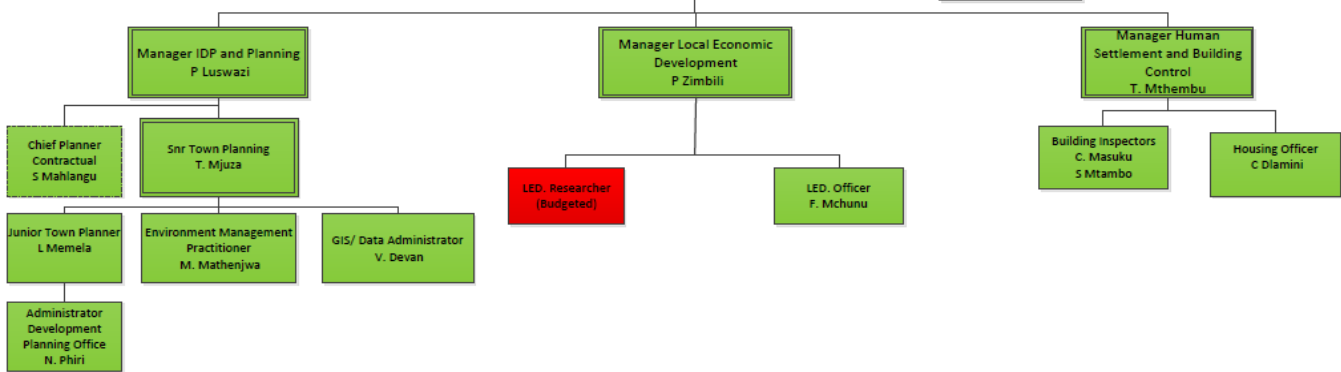 Manager IDP and Planning
P Luswazi
Manager Local Economic
Development
P Zimbili
Manager Human
Settlement and Building
Control
T. Mthembu
Chief Planner
Contractual
S Mahlangu
Snr Town Planning
T. Mjuza
LED. Researcher
(Budgeted)
LED. Officer
F. Mchunu
Building Inspectors
C. Masuku
S Mtambo
Housing Officer
C Dlamini
Junior Town Planner
L Memela
Environment Management
Practitioner
M. Mathenjwa
GIS/ Data Administrator
V. Devan
Administrator
Development
Planning Office
N. Phiri